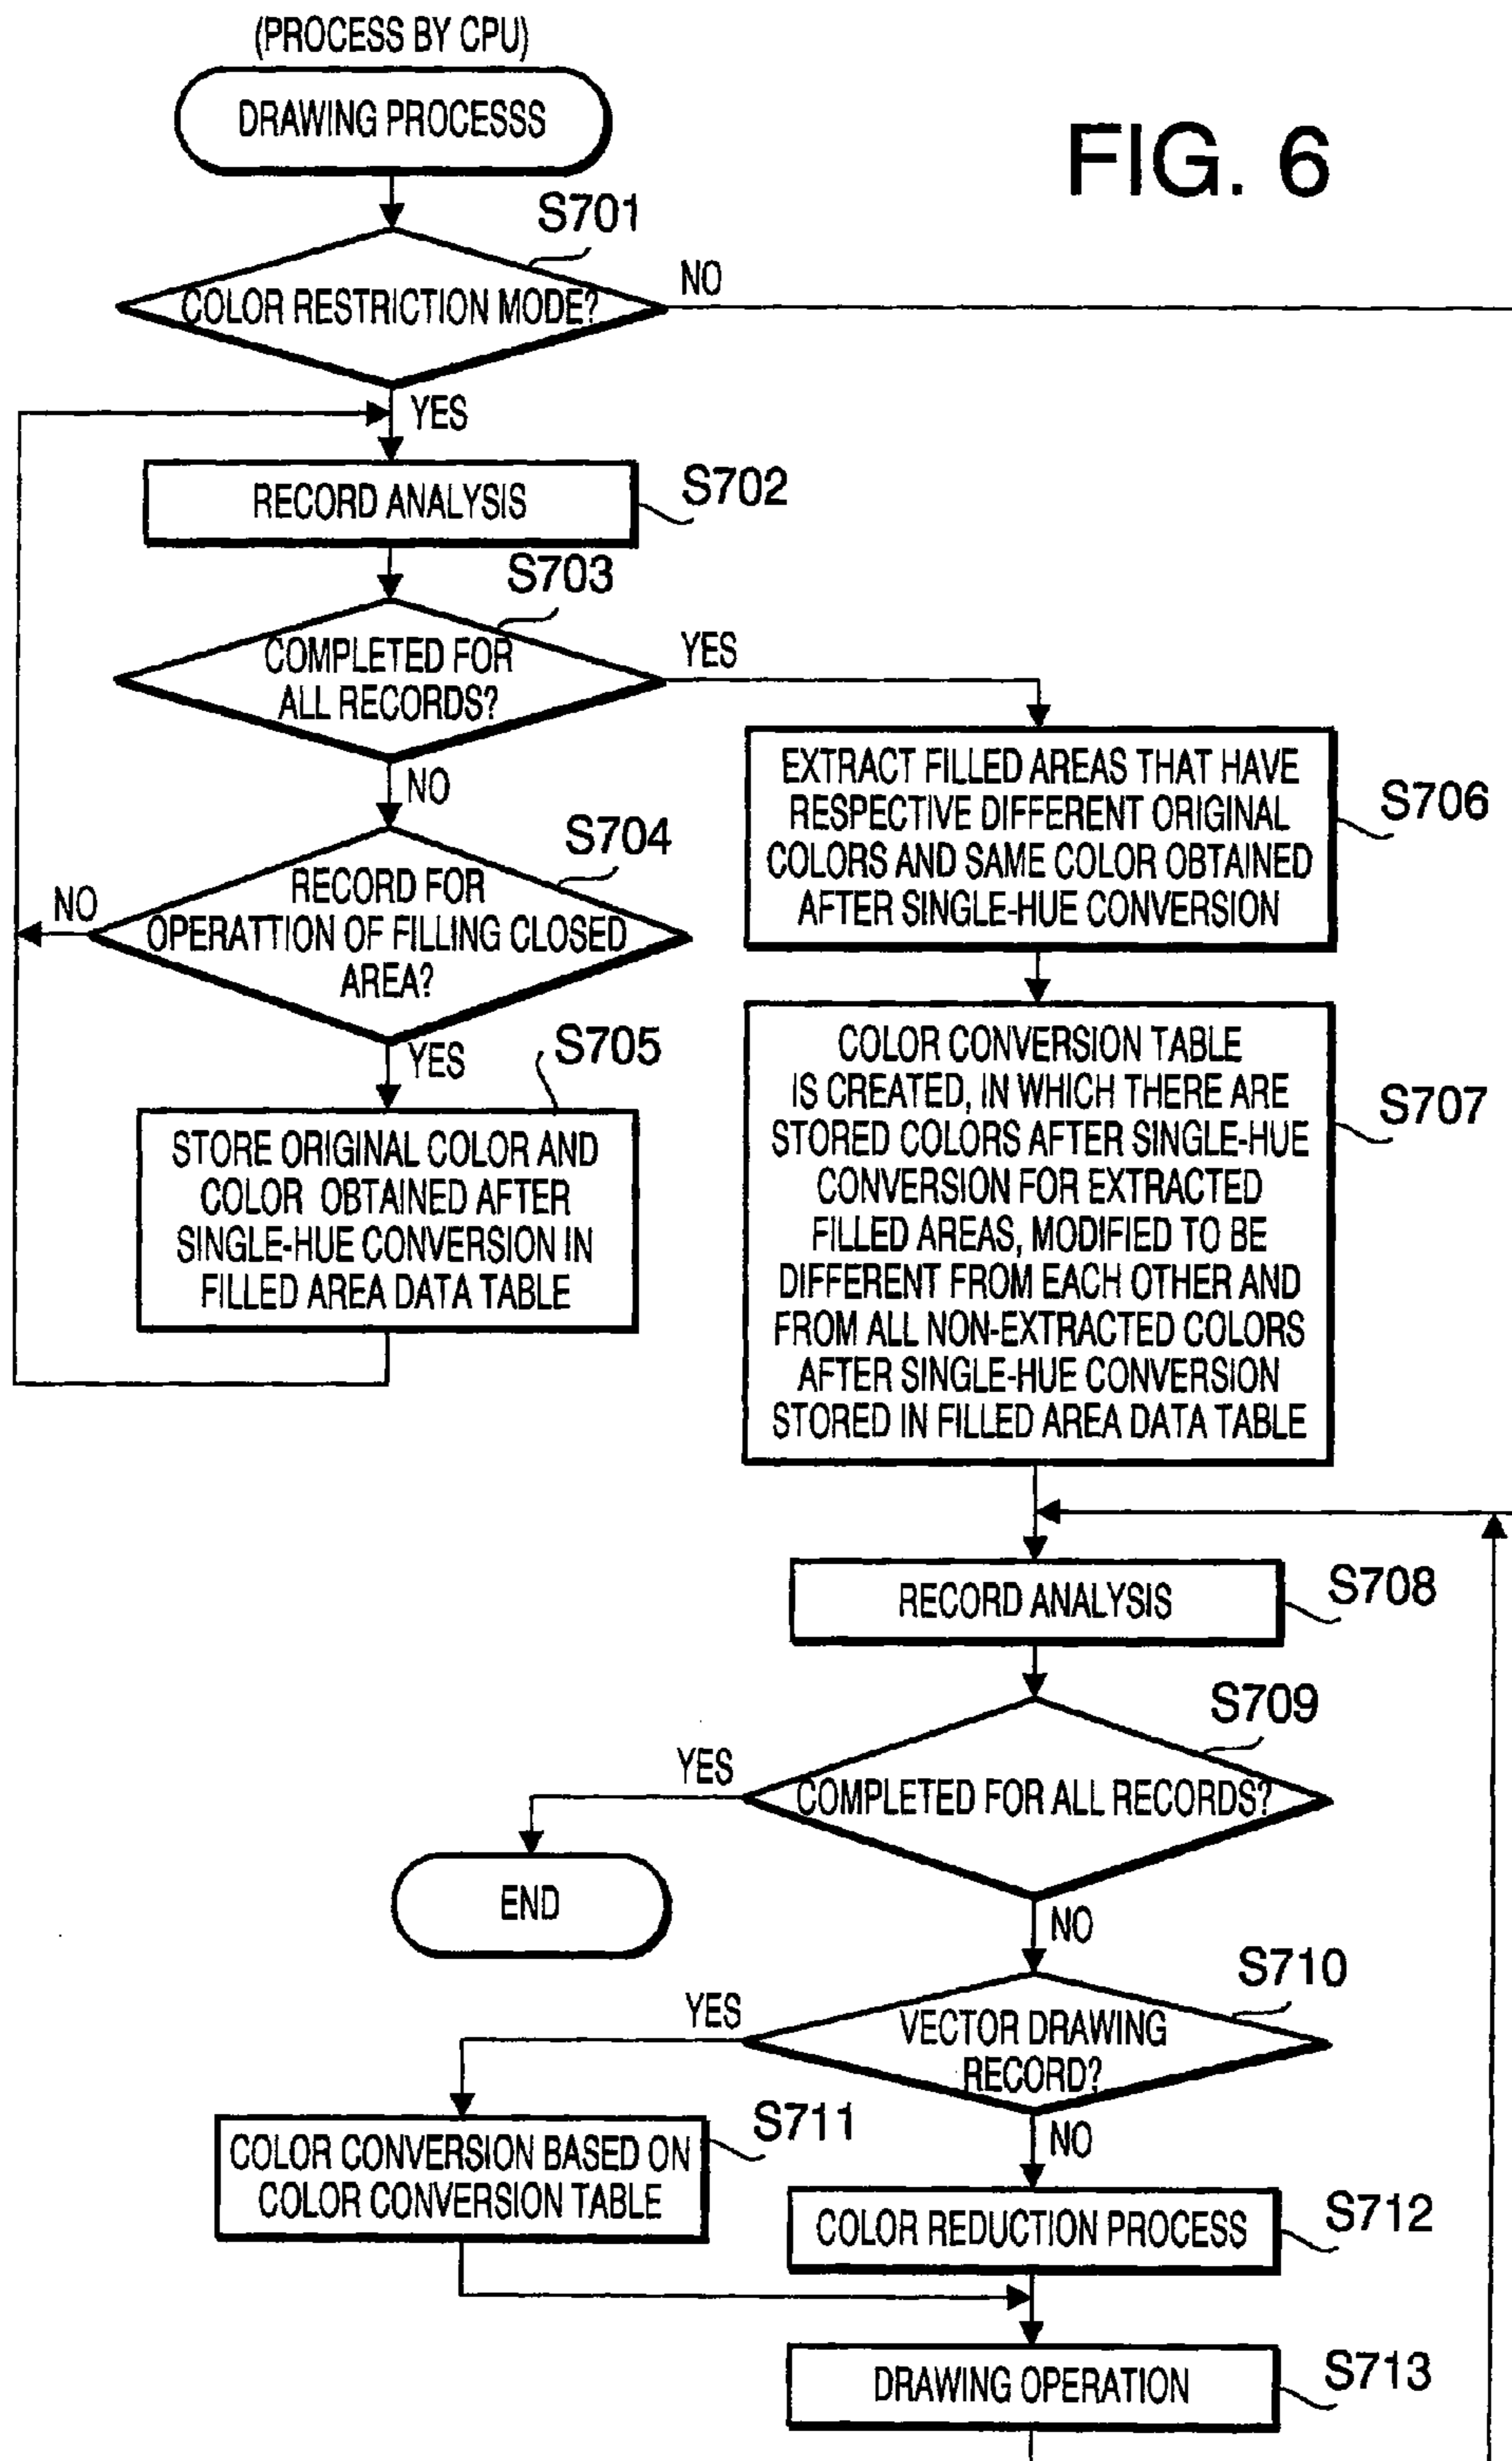 (PROCESS BY CPU)
DRAWING PROCESSS
FIG. 6
S701
COLOR RESTRICTION MODE?
NO
YES
RECORD ANALYSIS
S702
S703
COMPLETED FOR
ALL RECORDS?
YES
NO
S704
RECORD FOR
OPERATTION OF FILLING CLOSED
AREA?
NO
YES
S705
STORE ORIGINAL COLOR AND
COLOR OBTAINED AFTER
SINGLE-HUE CONVERSION IN
FILLED AREA DATA TABLE
EXTRACT FILLED AREAS THAT HAVE
RESPECTIVE DIFFERENT ORIGINAL
COLORS AND SAME COLOR OBTAINED
AFTER SINGLE-HUE CONVERSION
S706
COLOR CONVERSION TABLE
IS CREATED, IN WHICH THERE ARE
STORED COLORS AFTER SINGLE-HUE
CONVERSION FOR EXTRACTED
FILLED AREAS, MODIFIED TO BE
DIFFERENT FROM EACH OTHER AND
FROM ALL NON-EXTRACTED COLORS
AFTER SINGLE-HUE CONVERSION
STORED IN FILLED AREA DATA TABLE
S707
RECORD ANALYSIS
S708
S709
COMPLETED FOR ALL RECORDS?
YES
END
NO
S710
VECTOR DRAWING
RECORD?
YES
NO
S711
COLOR CONVERSION BASED ON
COLOR CONVERSION TABLE
COLOR REDUCTION PROCESS
S712
DRAWING OPERATION
S713